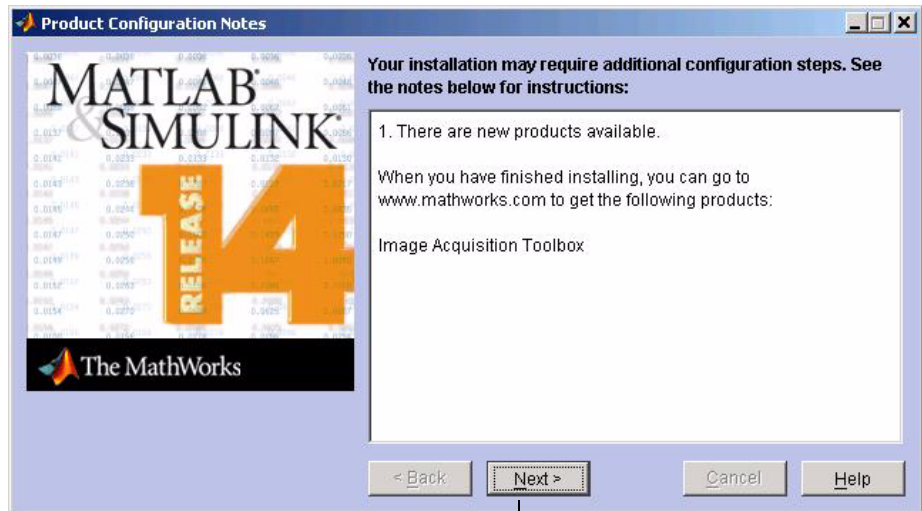 Product Configuration Notes
MATLAB®
& SIMULINK®
RELEASE
14
The MathWorks
Your installation may require additional configuration steps. See
the notes below for instructions:
1. There are new products available.
When you have finished installing, you can go to
www.mathworks.com to get the following products:
Image Acquisition Toolbox
< Back
Next >
Cancel
Help